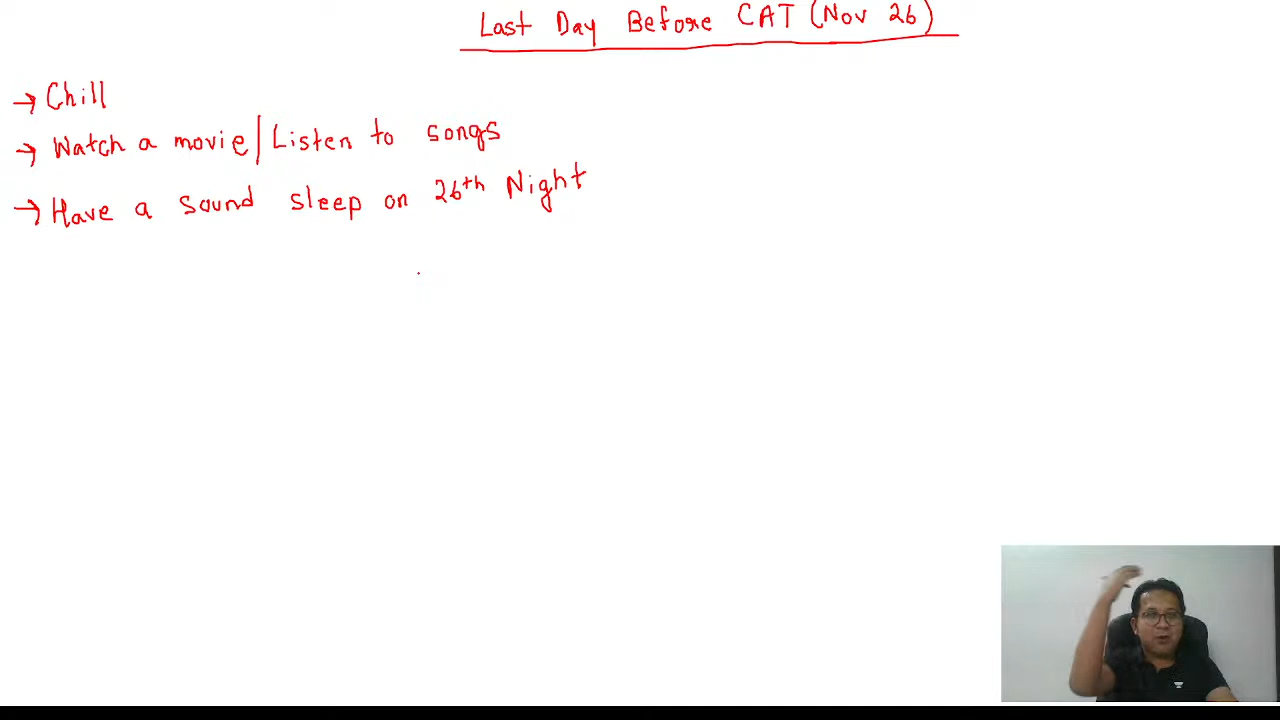 Last Day Before CAT (Nov 26)
→ Chill
→ Watch a movie/Listen to songs
→ Have a sound sleep on 26th Night